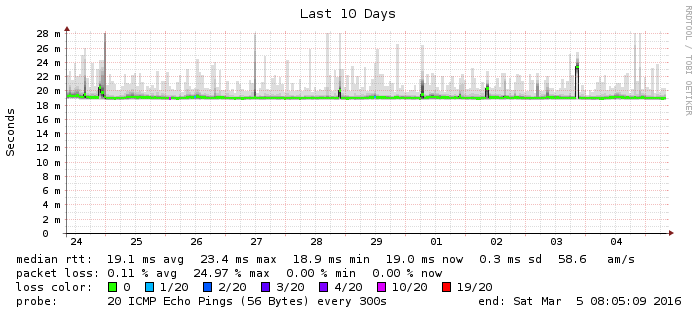 Last 10 Days
RRDTOOL / TOBI OETIKER
Seconds
28 m
26 m
24 m
22 m
20 m
18 m
16 m
14 m
12 m
10 m
8 m
6 m
4 m
2 m
0
24 25 26 27 28 29 01 02 03 04
median rtt: 19.1 ms avg 23.4 ms max 18.9 ms min 19.0 ms now 0.3 ms sd 58.6 am/s
packet loss: 0.11 % avg 24.97 % max 0.00 % min 0.00 % now
loss color: 0 1/20 2/20 3/20 4/20 10/20 19/20
probe: 20 ICMP Echo Pings (56 Bytes) every 300s end: Sat Mar 5 08:05:09 2016